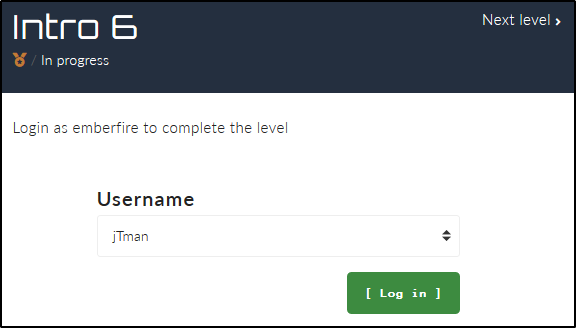 Intro 6
Next level
/ In progress
Login as emberfire to complete the level
Username
jTman
[ Log in ]